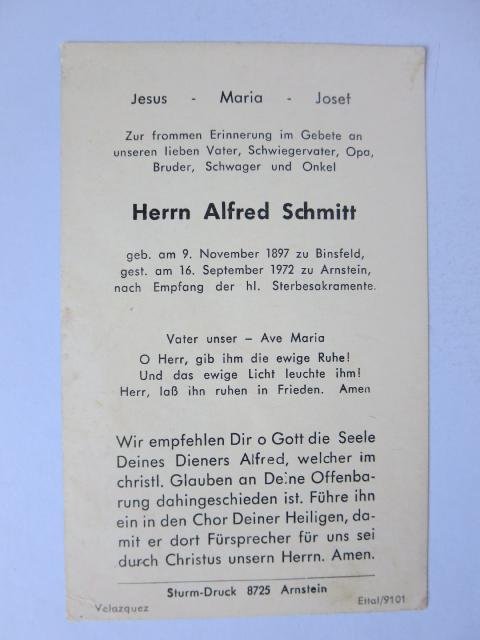 Jesus - Maria - Josef
Zur frommen Erinnerung im Gebete an
unseren lieben Vater, Schwiegervater, Opa,
Bruder, Schwager und Onkel
Herrn Alfred Schmitt
geb. am 9. November 1897 zu Binsfeld,
gest. am 16. September 1972 zu Arnstein,
nach Empfang der hl. Sterbesakramente.
Vater unser – Ave Maria
O Herr, gib ihm die ewige Ruhe!
Und das ewige Licht leuchte ihm!
Herr, laß ihn ruhen in Frieden. Amen
Wir empfehlen Dir o Gott die Seele
Deines Dieners Alfred, welcher im
christl. Glauben an Deine Offenba-
rung dahingeschieden ist. Führe ihn
ein in den Chor Deiner Heiligen, da-
mit er dort Fürsprecher für uns sei
durch Christus unsern Herrn. Amen.
Sturm-Druck 8725 Arnstein
Velazquez Ettal/9101